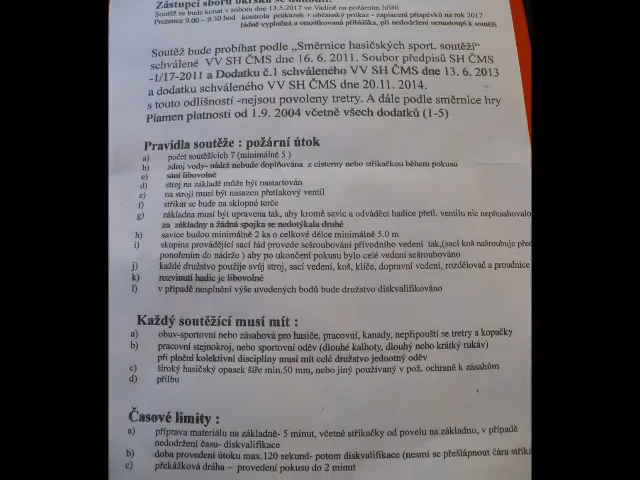 Zástupci sborů okrsku se dohodli:
Soutěž se bude konat v sobotu dne 13.5.2017 ve Vadíně na požárním hřišti
Prezence 9.00 – 9.30 hod kontrola průkazek + občanský průkaz - zaplacení příspěvků na rok 2017
řádně vyplněná a orazítkovaná přihláška, při nedodržení nenastoupí k soutěži
Soutěž bude probíhat podle „Směrnice hasičských sport. soutěží“
schválené VV SH ČMS dne 16. 6. 2011. Soubor předpisů SH ČMS
-1/17-2011 a Dodatku č.1 schváleného VV SH ČMS dne 13. 6. 2013
a dodatku schváleného VV SH ČMS dne 20.11. 2014.
s touto odlišností -nejsou povoleny tretry. A dále podle směrnice hry
Plamen platností od 1.9. 2004 včetně všech dodatků (1-5)
Pravidla soutěže : požární útok
a) počet soutěžících 7 (minimálně 5 )
b) zdroj vody- nádrž nebude doplňována z cisterny nebo stříkačkou během pokusu
c) sání libovolné
d) stroj na základě může být nastartován
e) na stroji musí být nasazen přetlakový ventil
f) stříkat se bude na sklopné terče
g) základna musí být upravena tak, aby kromě savic a odváděcí hadice přetl. ventilu nic nepřesahovalo
za základny a žádná spojka se nedotýkala druhé
h) savice budou minimálně 2 ks o celkové délce minimálně 5.0 m
i) skupina provádějící sací řád provede sešroubování přívodního vedení tak,(sací koš našroubuje před
ponořením do nádrže ) aby po ukončení pokusu bylo celé vedení sešroubováno
j) každé družstvo použije svůj stroj, sací vedení, koš, klíče, dopravní vedení, rozdělovač a proudnice
k) rozvinutí hadic je libovolné
l) v případě nesplnění výše uvedených bodů bude družstvo diskvalifikováno
Každý soutěžící musí mít :
a) obuv-sportovní nebo zásahová pro hasiče, pracovní, kanady, nepřipouští se tretry a kopačky
b) pracovní stejnokroj, nebo sportovní oděv (dlouhé kalhoty, dlouhý nebo krátký rukáv)
při plnění kolektivní disciplíny musí mít celé družstvo jednotný oděv
c) široký hasičský opasek šíře min.50 mm, nebo jiný používaný v pož. ochraně k zásahům
d) přilbu
Časové limity :
a) příprava materiálu na základně- 5 minut, včetně stříkačky od povelu na základnu, v případě
nedodržení času- diskvalifikace
b) doba provedení útoku max.120 sekund- potom diskvalifikace (nesmí se přešlápnout čára
c) překážková dráha – provedení pokusu do 2 minut